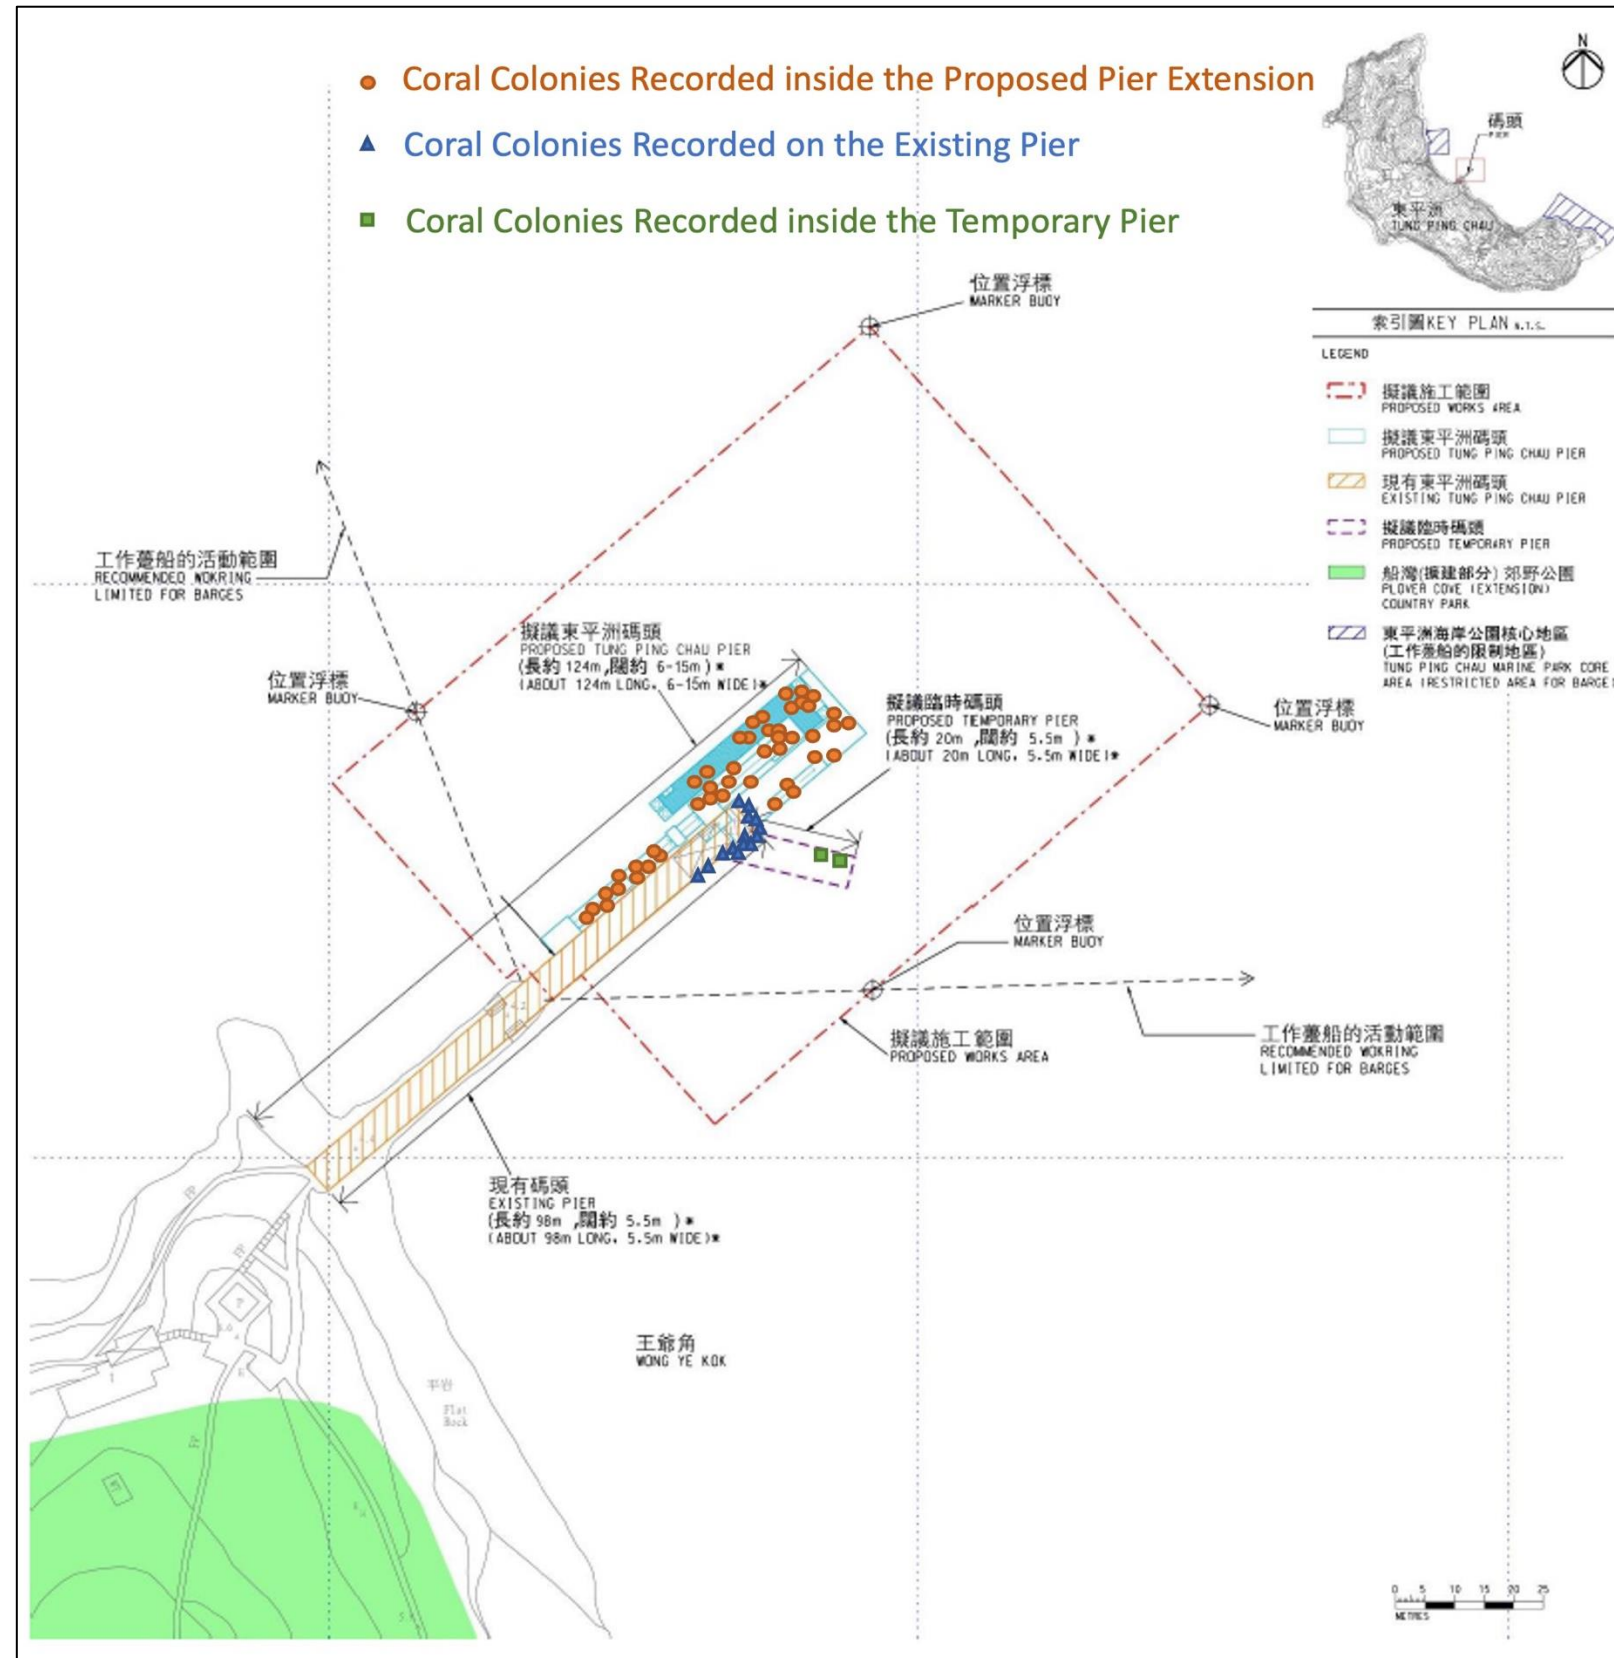 Coral Colonies Recorded inside the Proposed Pier Extension
Coral Colonies Recorded on the Existing Pier
Coral Colonies Recorded inside the Temporary Pier
N
碼頭
PIER
東平洲
TUNG PING CHAU
索引圖KEY PLAN N.T.S.
LEGEND
擬議施工範圍
PROPOSED WORKS AREA
擬議東平洲碼頭
PROPOSED TUNG PING CHAU PIER
現有東平洲碼頭
EXISTING TUNG PING CHAU PIER
擬議臨時碼頭
PROPOSED TEMPORARY PIER
船灣(擴建部分) 郊野公園
PLOVER COVE (EXTENSION)
COUNTRY PARK
東平洲海岸公園核心地區
(工作躉船的限制地區)
TUNG PING CHAU MARINE PARK CORE
AREA (RESTRICTED AREA FOR BARGE)
位置浮標
MARKER BUOY
工作躉船的活動範圍
RECOMMENDED WOKRING
LIMITED FOR BARGES
擬議東平洲碼頭
PROPOSED TUNG PING CHAU PIER
(長約 124m ,闊約 6-15m )*
(ABOUT 124m LONG, 6-15m WIDE)*
位置浮標
MARKER BUOY
擬議臨時碼頭
PROPOSED TEMPORARY PIER
(長約 20m ,闊約 5.5m )*
(ABOUT 20m LONG, 5.5m WIDE)*
位置浮標
MARKER BUOY
位置浮標
MARKER BUOY
擬議施工範圍
PROPOSED WORKS AREA
工作躉船的活動範圍
RECOMMENDED WOKRING
LIMITED FOR BARGES
現有碼頭
EXISTING PIER
(長約 98m ,闊約 5.5m )*
(ABOUT 98m LONG, 5.5m WIDE)*
FP
FP
王爺角
WONG YE KOK
平岩
Flat
Rock
FP
0 5 10 15 20 25
METRES